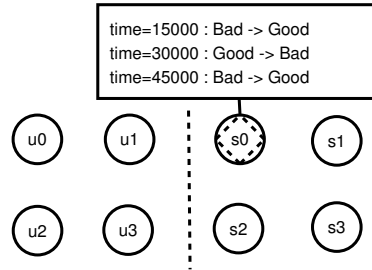 time=15000 : Bad -> Good
time=30000 : Good -> Bad
time=45000 : Bad -> Good
u0 u1 s0 s1
u2 u3 s2 s3